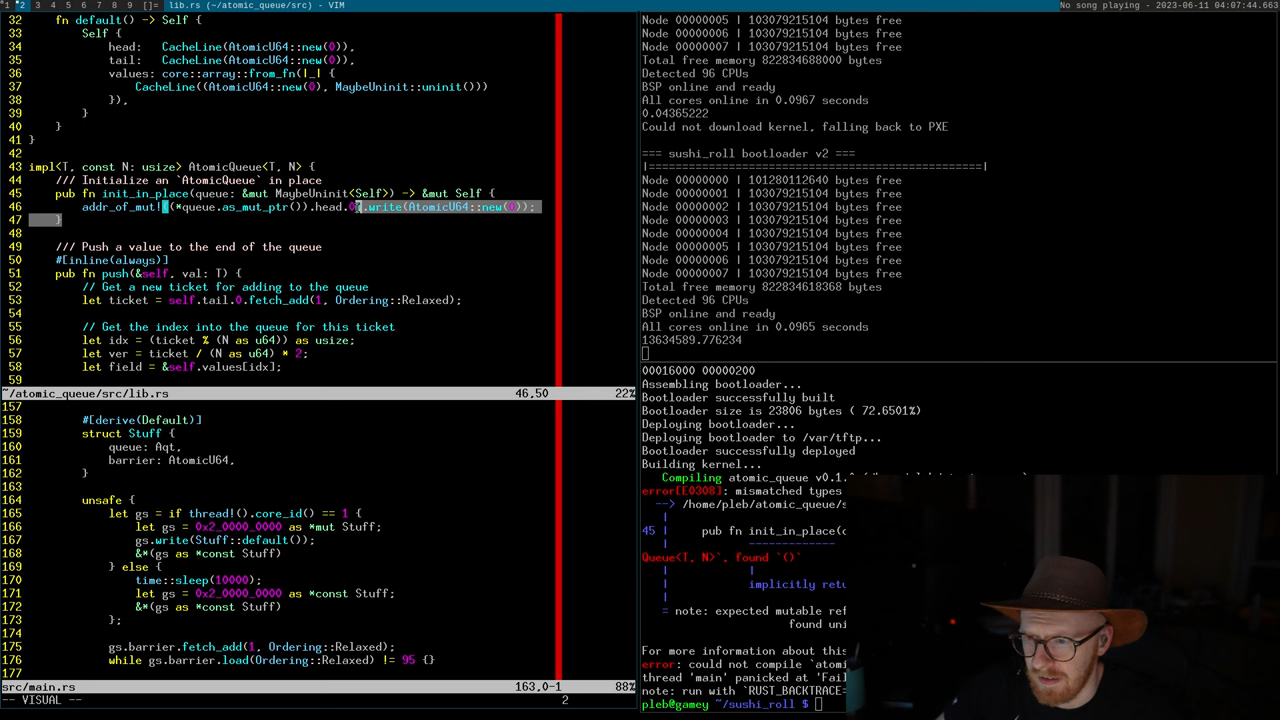 1 2 3 4 5 6 7 8 9 []= lib.rs (~/atomic_queue/src) - VIM
No song playing - 2023-06-11 04:07:44.663
32     fn default() -> Self {
33         Self {
34             head:   CacheLine(AtomicU64::new(0)),
35             tail:   CacheLine(AtomicU64::new(0)),
36             values: core::array::from_fn(|_| {
37                 CacheLine((AtomicU64::new(0), MaybeUninit::uninit()))
38             }),
39         }
40     }
41 }
42
43 impl<T, const N: usize> AtomicQueue<T, N> {
44     /// Initialize an `AtomicQueue` in place
45     pub fn init_in_place(queue: &mut MaybeUninit<Self>) -> &mut Self {
46         addr_of_mut!((*queue.as_mut_ptr()).head.0).write(AtomicU64::new(0));
47     }
48
49     /// Push a value to the end of the queue
50     #[inline(always)]
51     pub fn push(&self, val: T) {
52         // Get a new ticket for adding to the queue
53         let ticket = self.tail.0.fetch_add(1, Ordering::Relaxed);
54
55         // Get the index into the queue for this ticket
56         let idx = (ticket % (N as u64)) as usize;
57         let ver = ticket / (N as u64) * 2;
58         let field = &self.values[idx];
59
~/atomic_queue/src/lib.rs 46,50 22%
157
158         #[derive(Default)]
159         struct Stuff {
160             queue: Aqt,
161             barrier: AtomicU64,
162         }
163
164         unsafe {
165             let gs = if thread!().core_id() == 1 {
166                 let gs = 0x2_0000_0000 as *mut Stuff;
167                 gs.write(Stuff::default());
168                 &*(gs as *const Stuff)
169             } else {
170                 time::sleep(10000);
171                 let gs = 0x2_0000_0000 as *const Stuff;
172                 &*(gs as *const Stuff)
173             };
174
175             gs.barrier.fetch_add(1, Ordering::Relaxed);
176             while gs.barrier.load(Ordering::Relaxed) != 95 {}
177
src/main.rs 163,0-1 88%
-- VISUAL -- 2
Node 00000005 | 103079215104 bytes free
Node 00000006 | 103079215104 bytes free
Node 00000007 | 103079215104 bytes free
Total free memory 822834688000 bytes
Detected 96 CPUs
BSP online and ready
All cores online in 0.0967 seconds
0.04365222
Could not download kernel, falling back to PXE
=== sushi_roll bootloader v2 ===
|==================================================|
Node 00000000 | 101280112640 bytes free
Node 00000001 | 103079215104 bytes free
Node 00000002 | 103079215104 bytes free
Node 00000003 | 103079215104 bytes free
Node 00000004 | 103079215104 bytes free
Node 00000005 | 103079215104 bytes free
Node 00000006 | 103079215104 bytes free
Node 00000007 | 103079215104 bytes free
Total free memory 822834618368 bytes
Detected 96 CPUs
BSP online and ready
All cores online in 0.0965 seconds
13634589.776234
00016000 00000200
Assembling bootloader...
Bootloader successfully built
Bootloader size is 23806 bytes ( 72.6501%)
Deploying bootloader...
Deploying bootloader to /var/tftp...
Bootloader successfully deployed
Building kernel...
Compiling atomic_queue
error[E0308]: mismatched types
--> /home/pleb/atomic_queue/s
|
45 |     pub fn init_in_place(
|            -------------
Queue<T, N>`, found `()`
|            |
|            implicitly retu
|
= note: expected mutable ref
found uni
For more information about this
error: could not compile `atomi
thread 'main' panicked at 'Fail
note: run with `RUST_BACKTRACE=
pleb@gamey ~/sushi_roll $